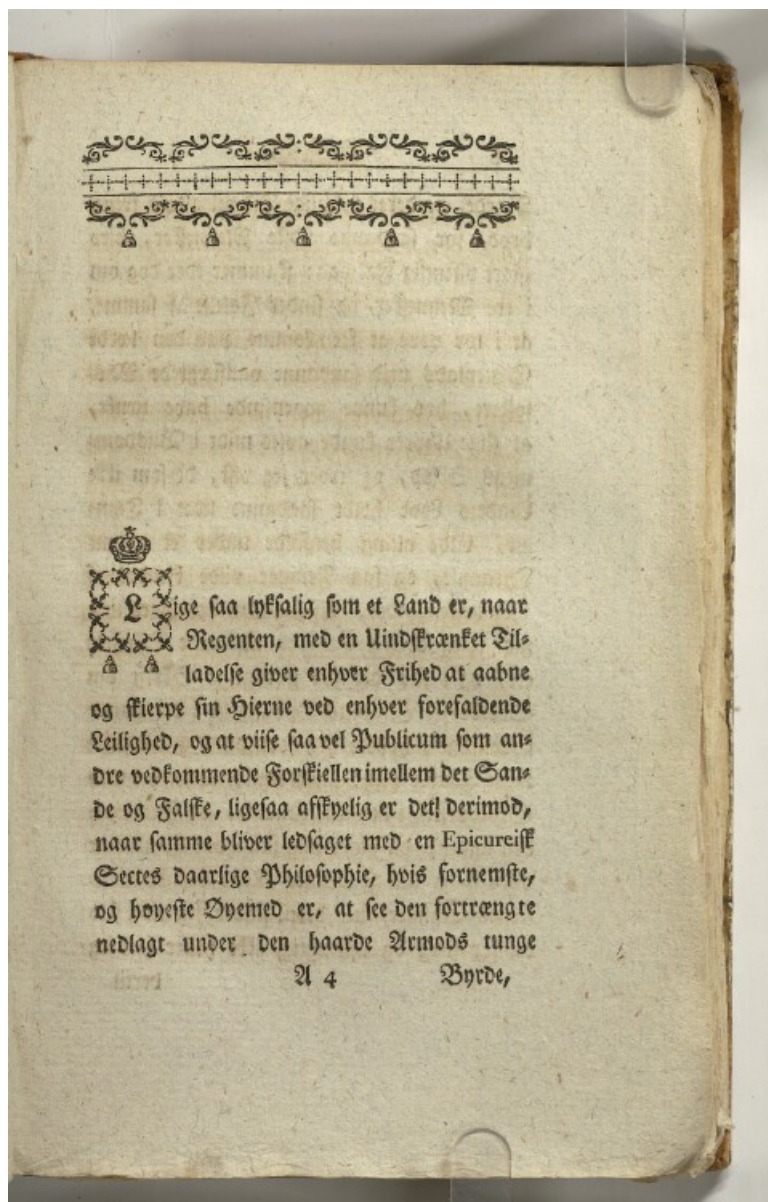 Lige saa lyksalig som et Land er, naar
Regenten, med en Uindskrænket Til-
ladelse giver enhver Frihed at aabne
og skierpe sin Hierne ved enhver forefaldende
Leilighed, og at viise saavel Publicum som an-
dre vedkommende Forskiellen imellem det San-
de og Falske, ligesaa afskyelig er det! derimod,
naar samme bliver ledsaget med en Epicureisk
Sectes daarlige Philosophie, hvis fornemste,
og høyeste Øyemed er, at see den fortrængte
nedlagt under den haarde Armods tunge
A 4 Byrde,